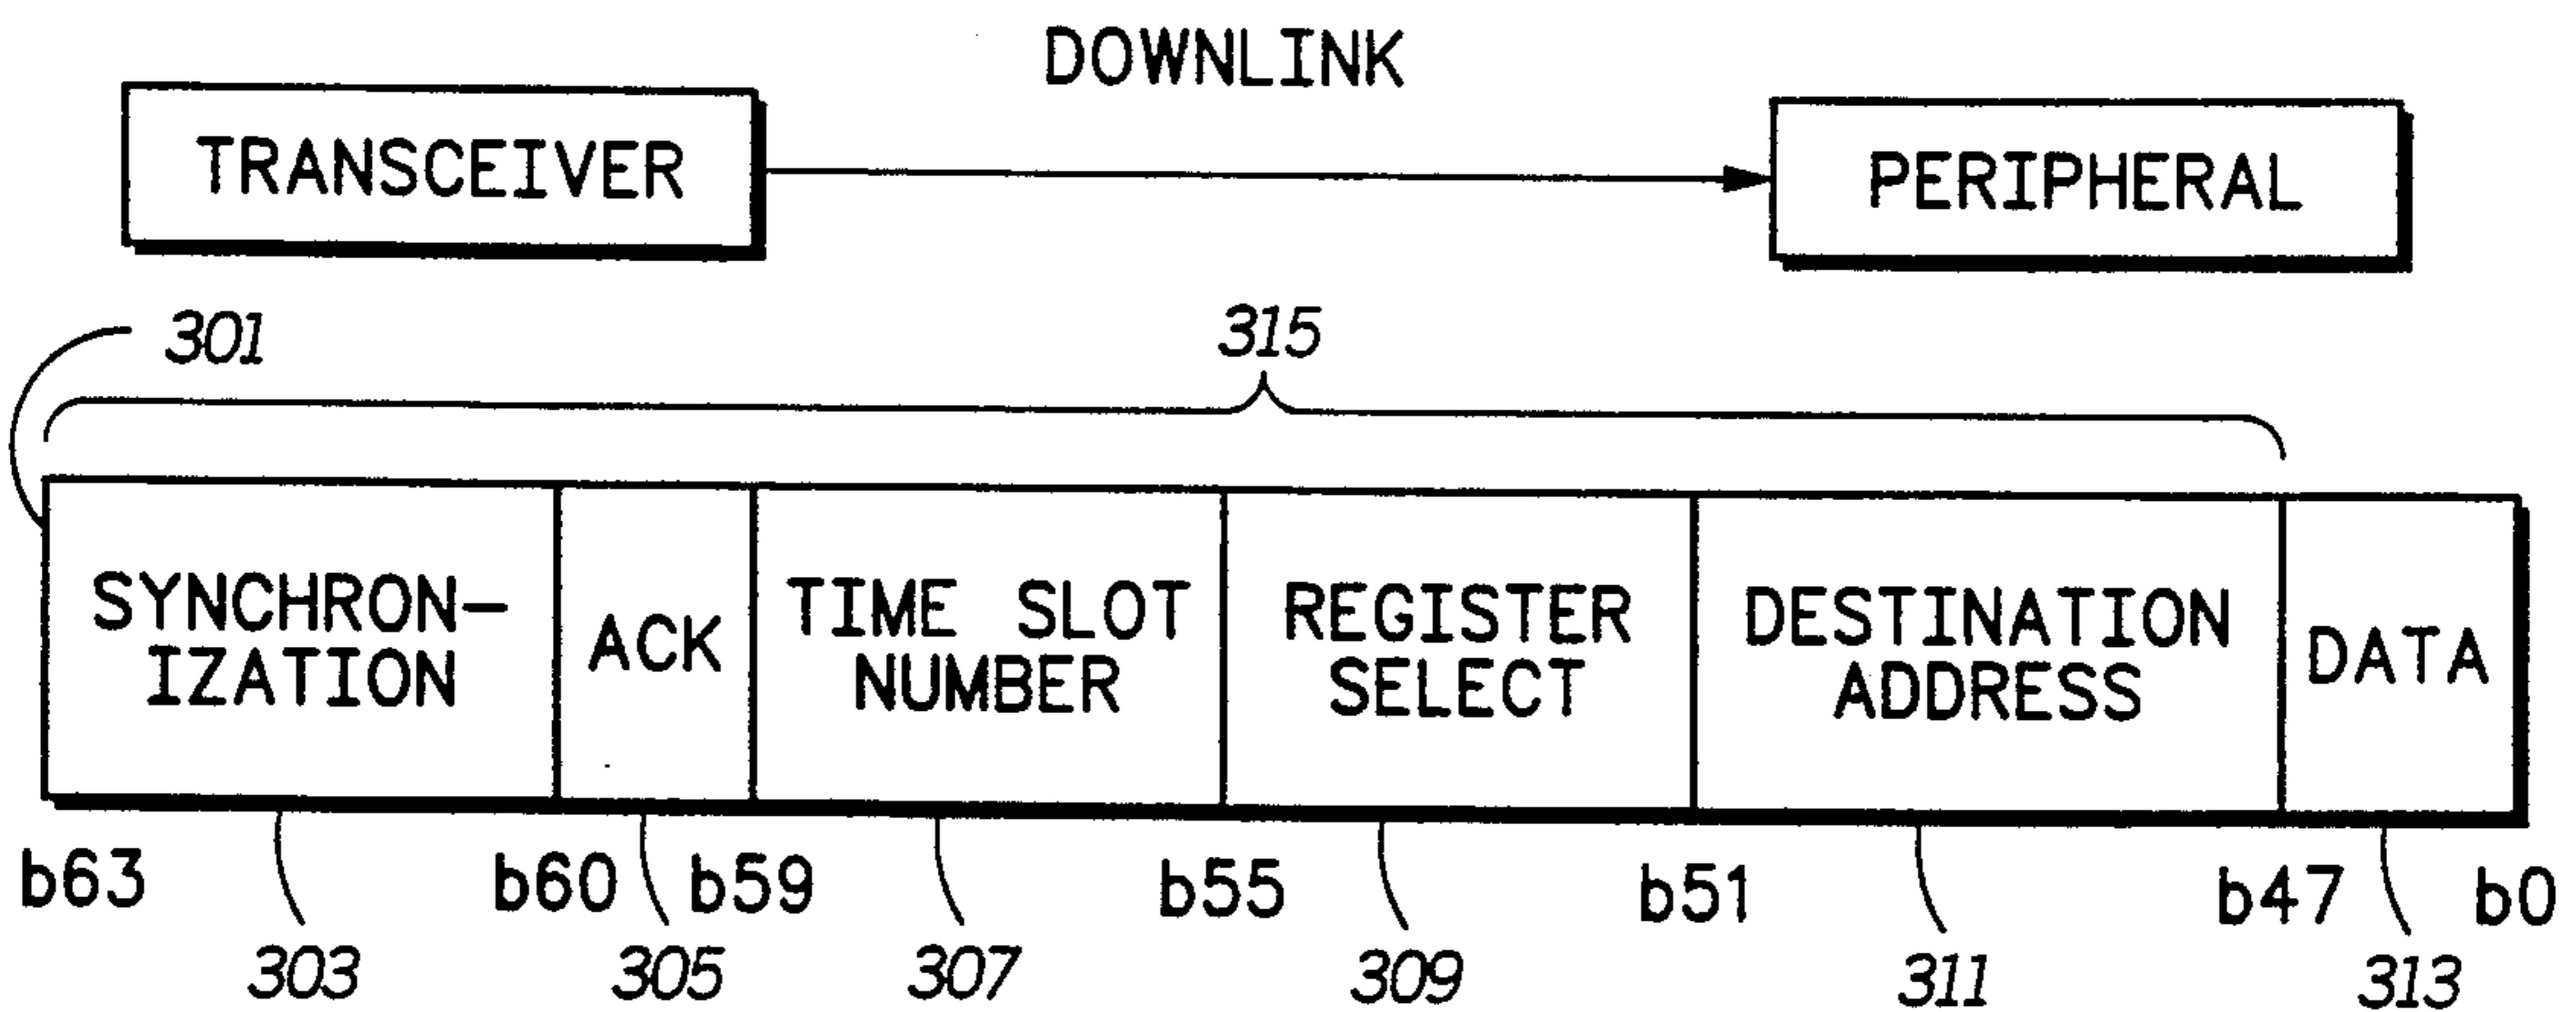 DOWNLINK
TRANSCEIVER
PERIPHERAL
301
315
SYNCHRON-
IZATION
ACK
TIME SLOT
NUMBER
REGISTER
SELECT
DESTINATION
ADDRESS
DATA
b63
b60
b59
b55
b51
b47
b0
303
305
307
309
311
313